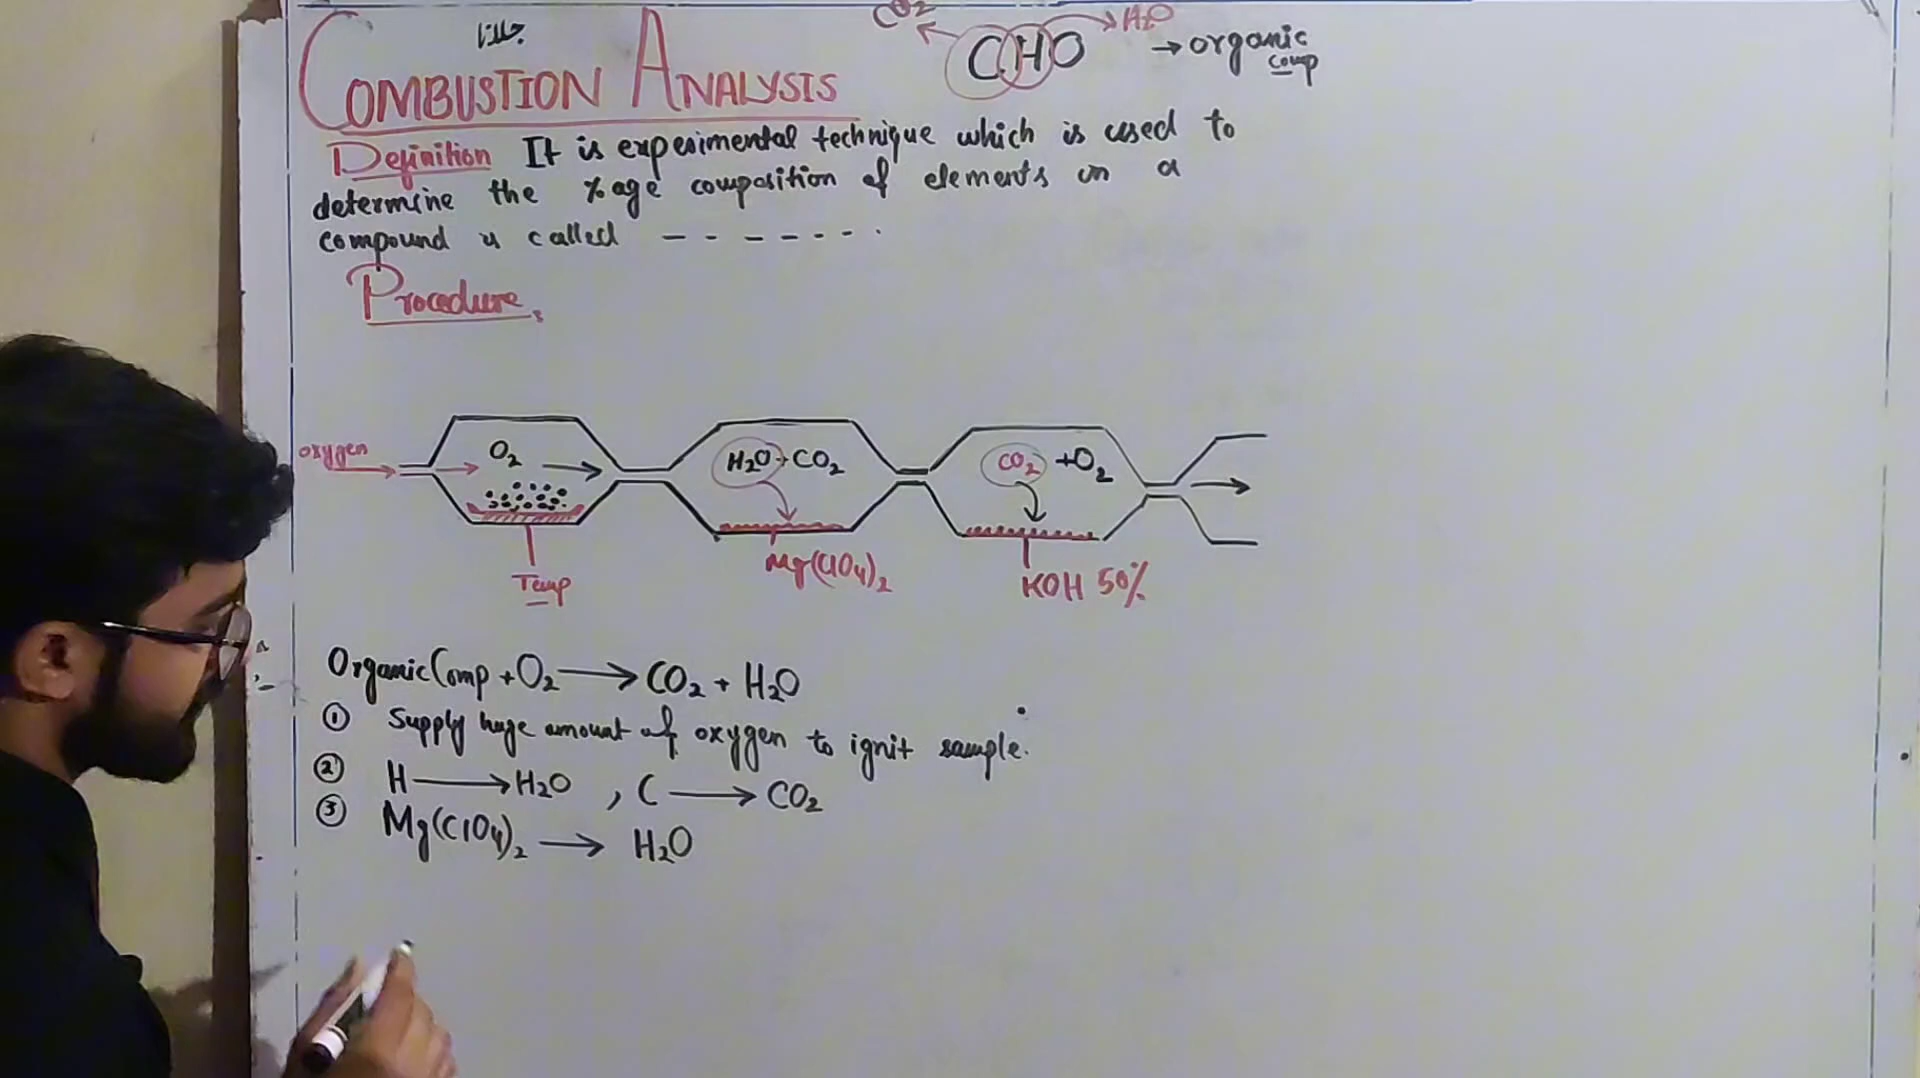 جلانا
COMBUSTION ANALYSIS
CO2 CHO H2O → organic comp
Definition It is experimental technique which is used to
determine the %age composition of elements in a
compound is called - - - - - - - .
Procedure
oxygen
O2
H2O + CO2
CO2 + O2
Temp
Mg(ClO4)2
KOH 50%
Organic Comp + O2 → CO2 + H2O
① Supply huge amount of oxygen to ignit sample.
② H → H2O , C → CO2
③ Mg(ClO4)2 → H2O